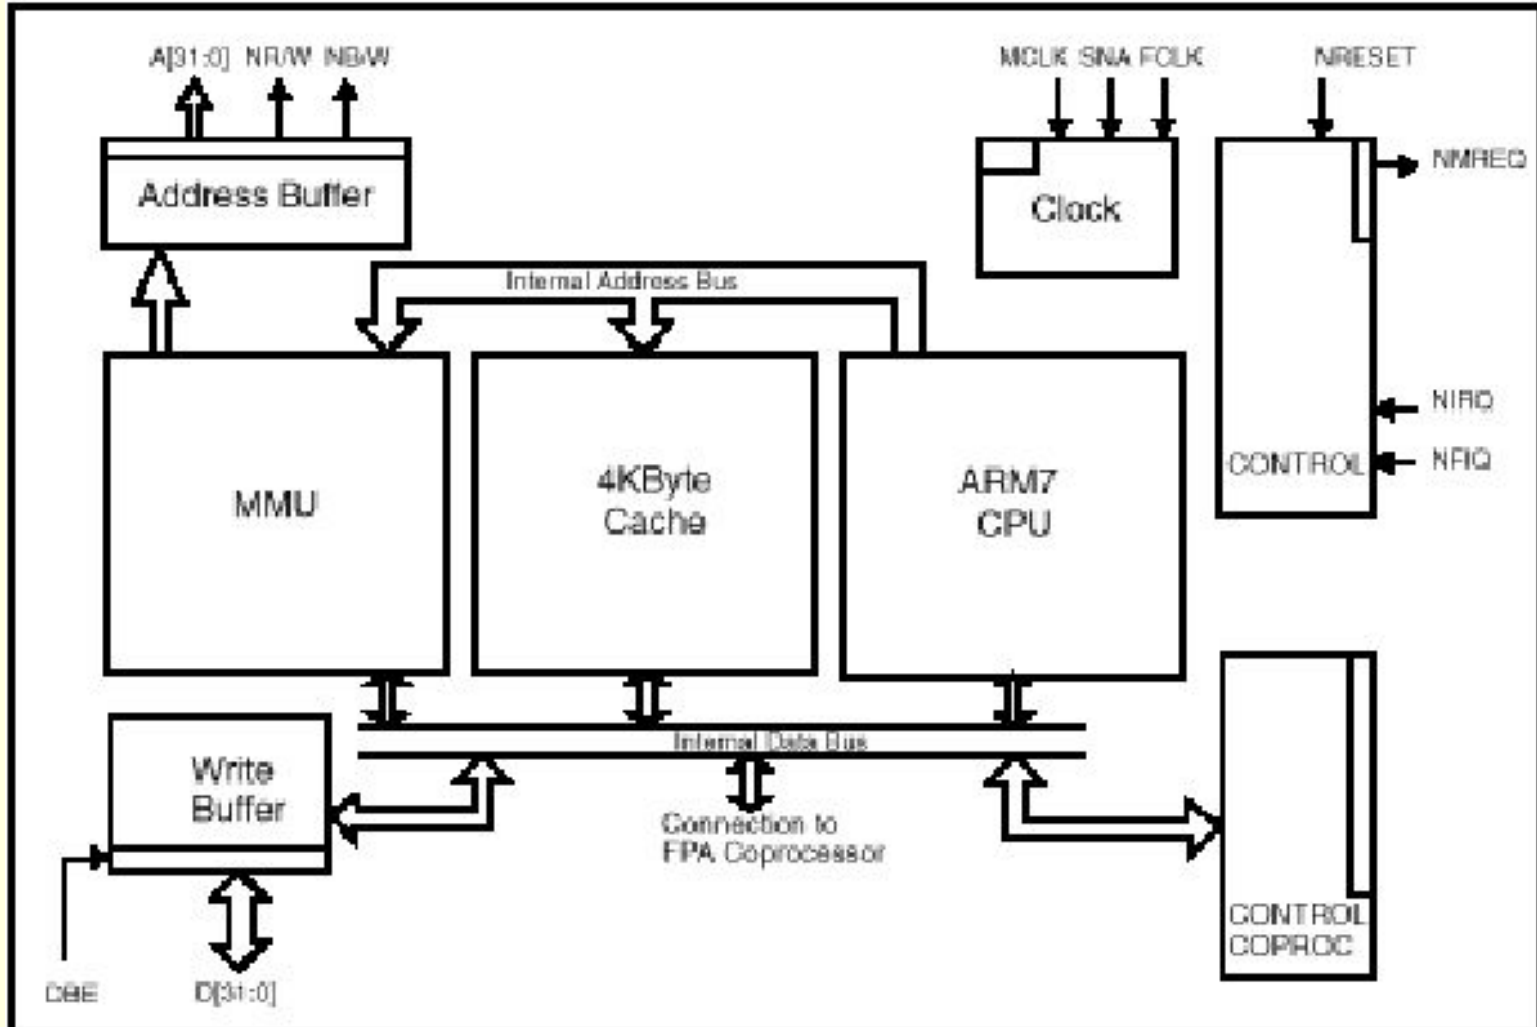 A[31:0] NR/W NB/W
MCLK SNA FCLK
NRESET
NMREQ
Address Buffer
Clock
Internal Address Bus
NIRQ
NFIQ
CONTROL
MMU
4KByte
Cache
ARM7
CPU
Internal Data Bus
Write
Buffer
Connection to
FPA Coprocessor
CONTROL
COPROC
DBE
D[31:0]